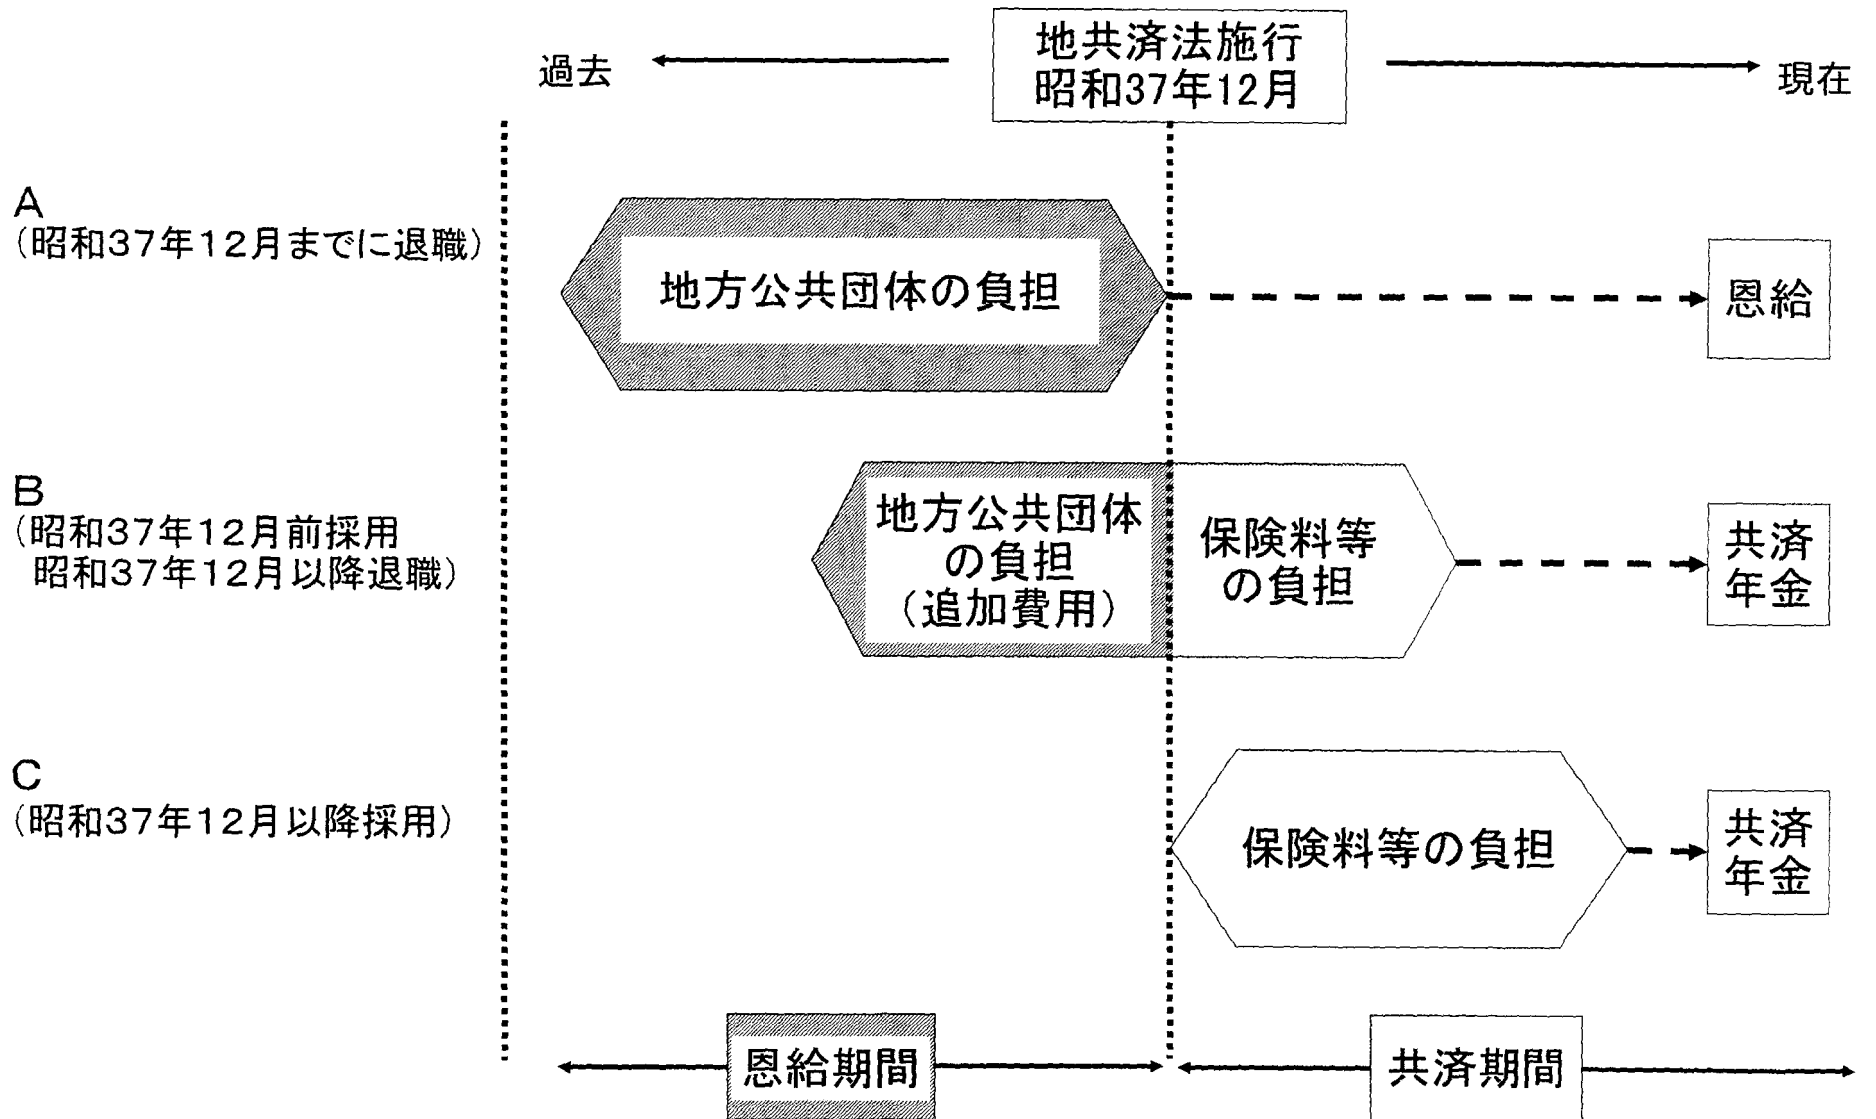 地共済法施行
昭和37年12月
過去
現在
A
（昭和37年12月までに退職）
地方公共団体の負担
恩給
B
（昭和37年12月前採用
昭和37年12月以降退職）
地方公共団体
の負担
（追加費用）
保険料等
の負担
共済
年金
C
（昭和37年12月以降採用）
保険料等の負担
共済
年金
恩給期間
共済期間